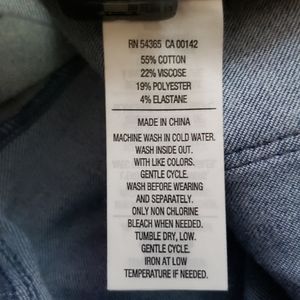 RN 54365 CA 00142
55% COTTON
22% VISCOSE
19% POLYESTER
4% ELASTANE
MADE IN CHINA
MACHINE WASH IN COLD WATER.
WASH INSIDE OUT.
WITH LIKE COLORS.
GENTLE CYCLE.
WASH BEFORE WEARING
AND SEPARATELY.
ONLY NON CHLORINE
BLEACH WHEN NEEDED.
TUMBLE DRY, LOW.
GENTLE CYCLE.
IRON AT LOW
TEMPERATURE IF NEEDED.